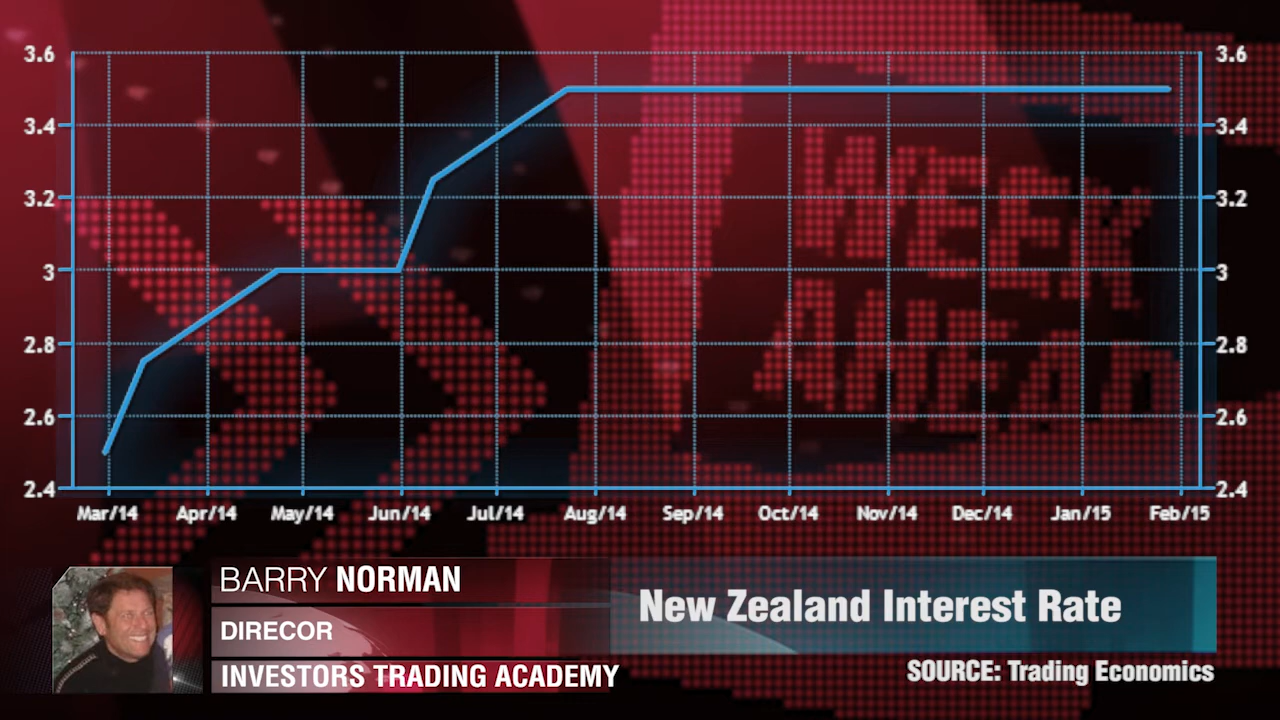 3.6 3.6
3.4 3.4
3.2 3.2
3 3
2.8 2.8
2.6 2.6
2.4 2.4
Mar/14 Apr/14 May/14 Jun/14 Jul/14 Aug/14 Sep/14 Oct/14 Nov/14 Dec/14 Jan/15 Feb/15
WEEK
AHEAD
BARRY NORMAN
DIRECOR
INVESTORS TRADING ACADEMY
New Zealand Interest Rate
SOURCE: Trading Economics